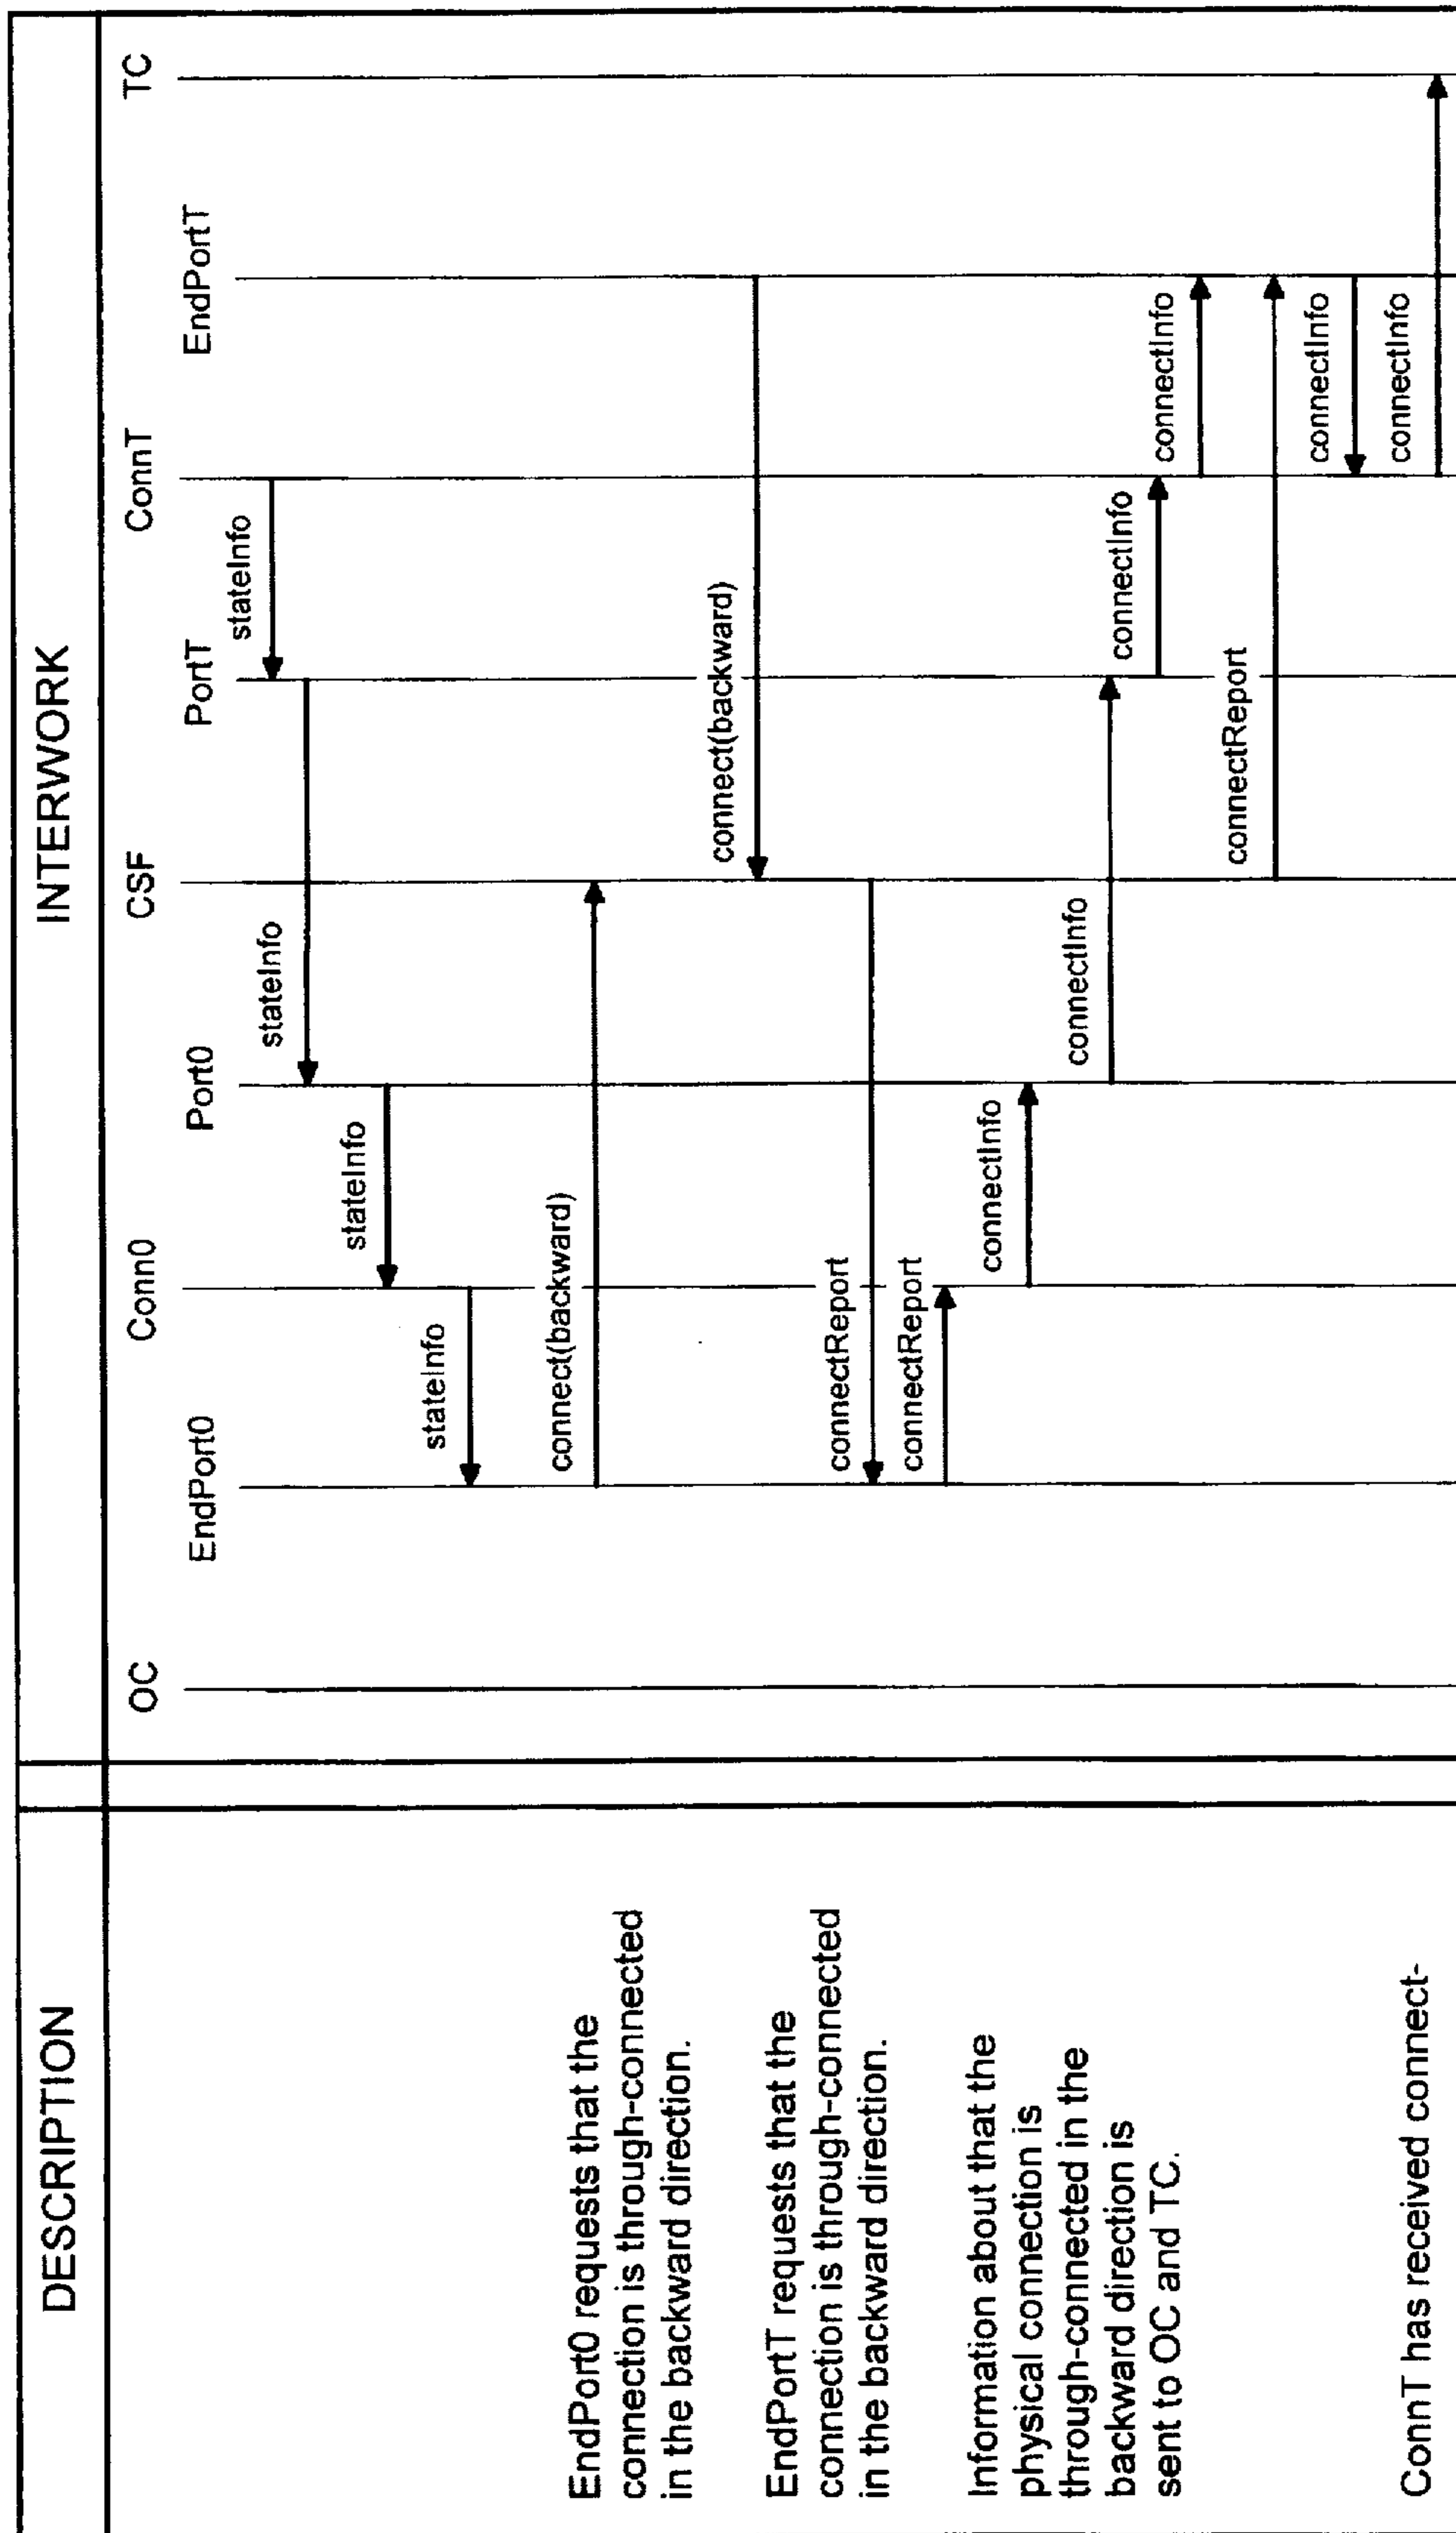 DESCRIPTION
INTERWORK
OC
EndPort0
Conn0
Port0
CSF
PortT
ConnT
EndPortT
TC
stateInfo
stateInfo
stateInfo
stateInfo
EndPort0 requests that the
connection is through-connected
in the backward direction.
connect(backward)
EndPortT requests that the
connection is through-connected
in the backward direction.
connect(backward)
connectReport
connectReport
Information about that the
physical connection is
through-connected in the
backward direction is
sent to OC and TC.
connectInfo
connectInfo
connectInfo
connectInfo
connectReport
connectInfo
connectInfo
ConnT has received connect-